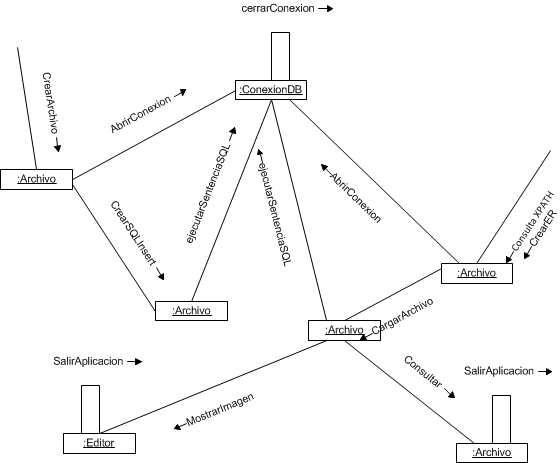 cerrarConexion
:ConexionDB
CrearArchivo
AbrirConexion
:Archivo
ejecutarSentenciaSQL
ejecutarSentenciaSQL
AbrirConexion
Consulta XPATH
CrearER
CrearSQLInsert
:Archivo
:Archivo
:Archivo
CargarArchivo
SalirAplicacion
Consultar
SalirAplicacion
MostrarImagen
:Editor
:Archivo